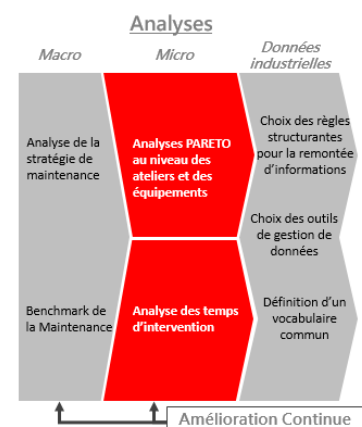 Analyses
Macro
Micro
Données
industrielles
Analyse de la
stratégie de
maintenance
Benchmark de
la Maintenance
Analyses PARETO
au niveau des
ateliers et des
équipements
Analyse des temps
d'intervention
Choix des règles
structurantes
pour la remontée
d'informations
Choix des outils
de gestion de
données
Définition d'un
vocabulaire
commun
Amélioration Continue